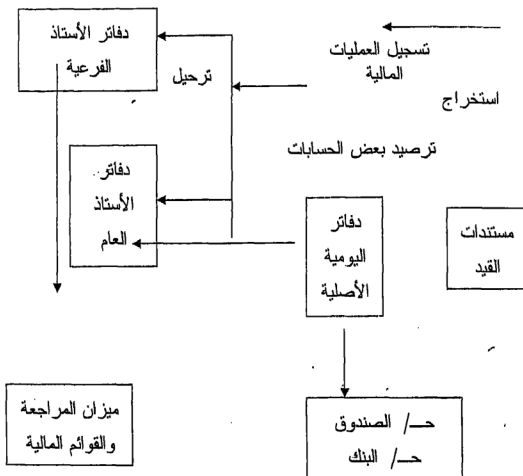 دفاتر الأستاذ
الفرعية
ترحيل
تسجيل العمليات
المالية
استخراج
ترصيد بعض الحسابات
دفاتر
الأستاذ
العام
دفاتر
اليومية
الأصلية
مستندات
القيد
ميزان المراجعة
والقوائم المالية
حـ/ الصندوق
حـ/ البنك